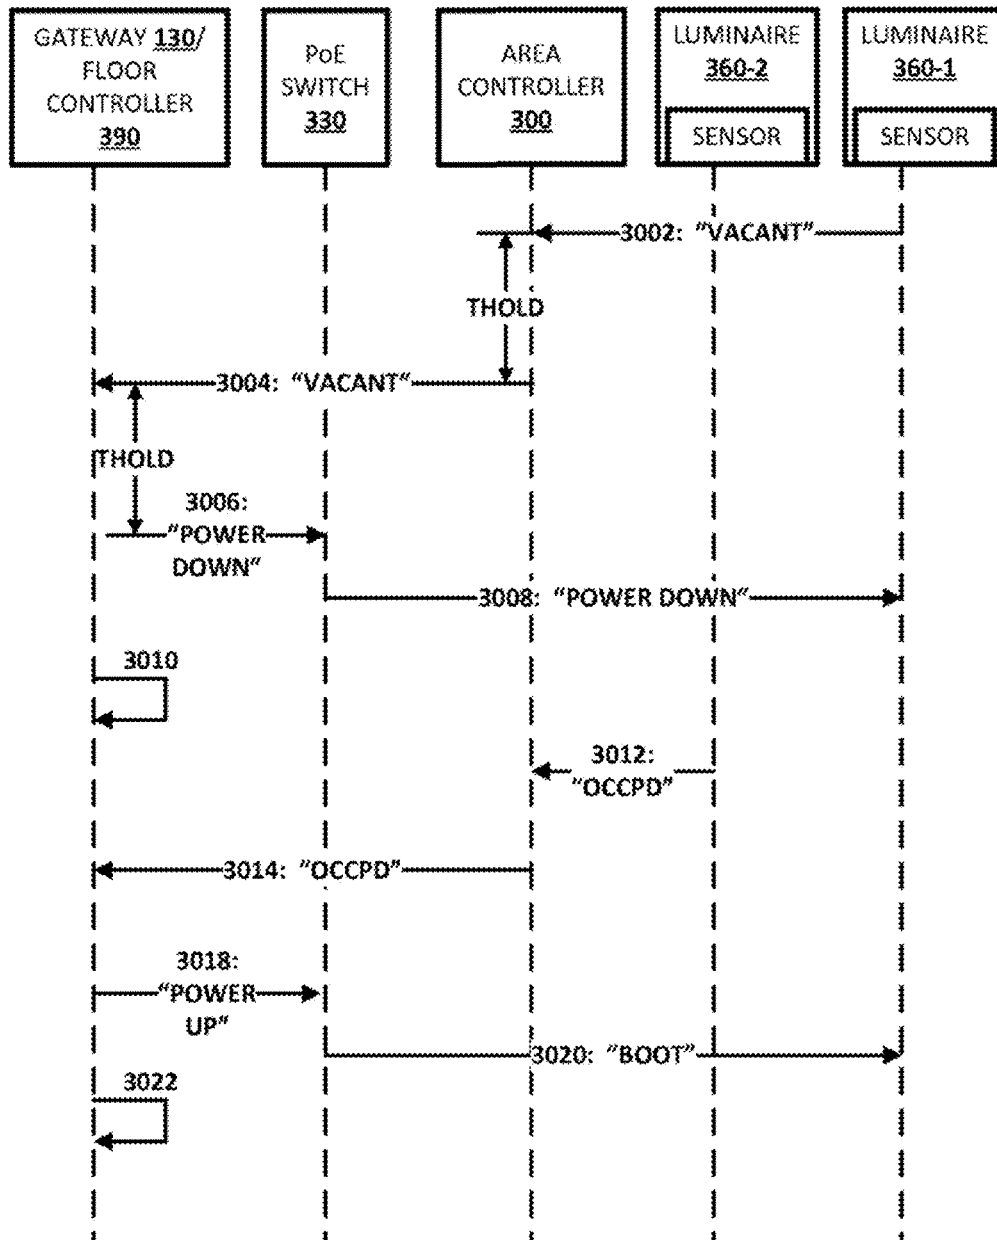 GATEWAY 130/
FLOOR
CONTROLLER
390
PoE
SWITCH
330
AREA
CONTROLLER
300
LUMINAIRE
360-2
SENSOR
LUMINAIRE
360-1
SENSOR
3002: "VACANT"
THOLD
3004: "VACANT"
THOLD
3006:
"POWER
DOWN"
3008: "POWER DOWN"
3010
3012:
"OCCPD"
3014: "OCCPD"
3018:
"POWER
UP"
3020: "BOOT"
3022